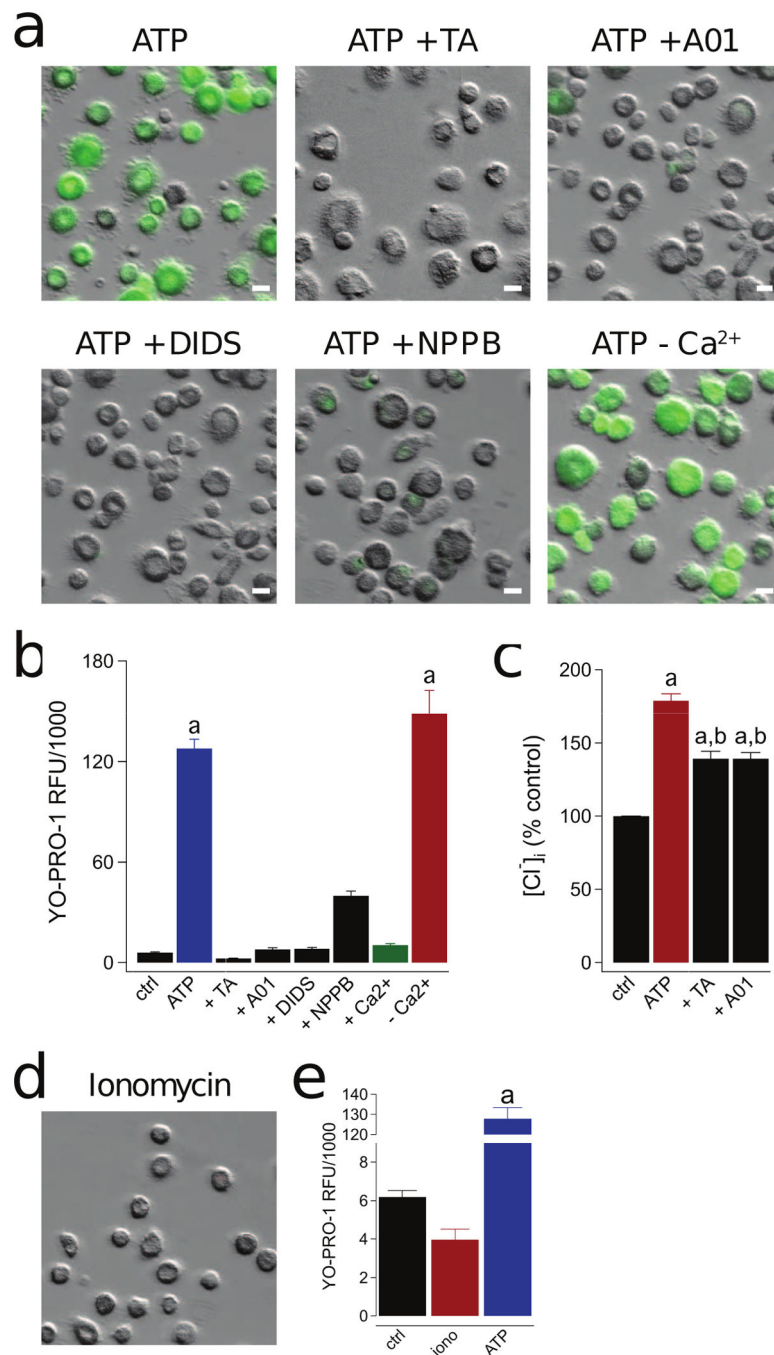 a
ATP
ATP +TA
ATP +A01
ATP +DIDS
ATP +NPPB
ATP - Ca²⁺
b
YO-PRO-1 RFU/1000
180
120
60
0
a
a
ctrl
ATP
+ TA
+ A01
+ DIDS
+ NPPB
+ Ca2+
- Ca2+
c
[Cl⁻]ᵢ (% control)
200
150
100
50
0
a
a,b
a,b
ctrl
ATP
+ TA
+ A01
d
Ionomycin
e
YO-PRO-1 RFU/1000
140
130
120
8
6
4
2
0
a
ctrl
iono
ATP